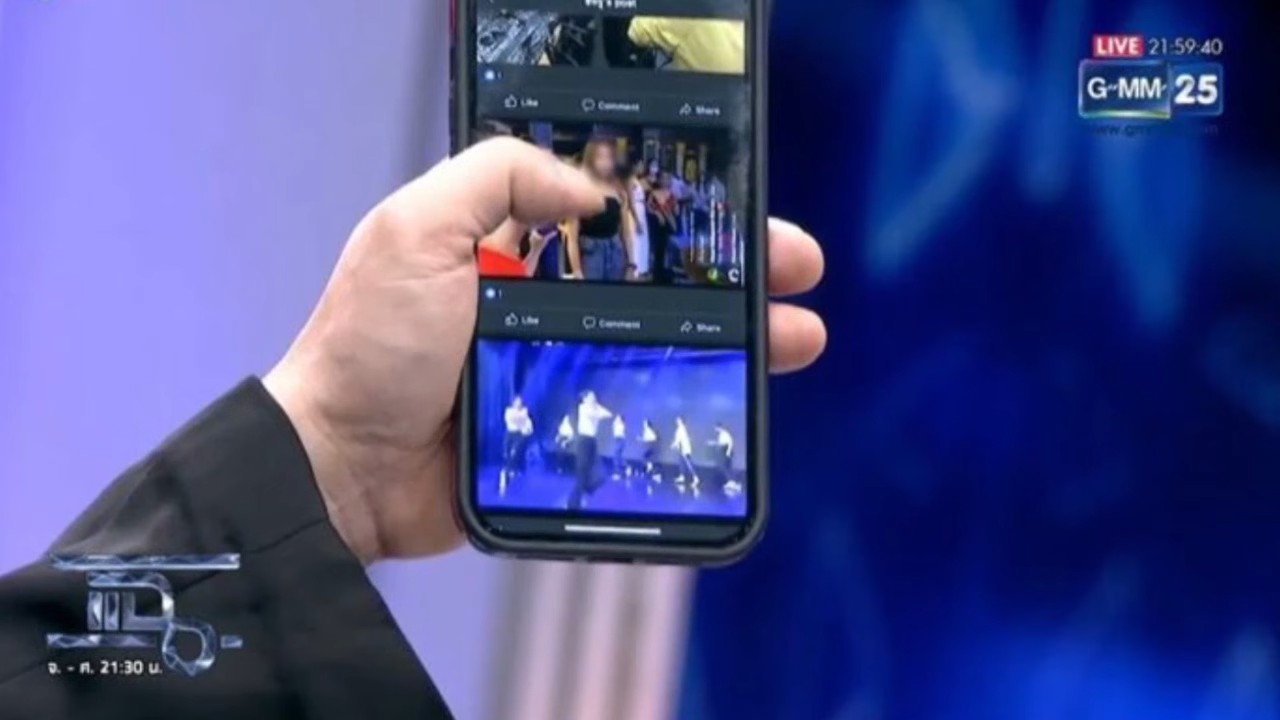 LIVE 21:59:40
GMM 25
Like Comment Share
Like Comment Share
จ. - ศ. 21:30 น.